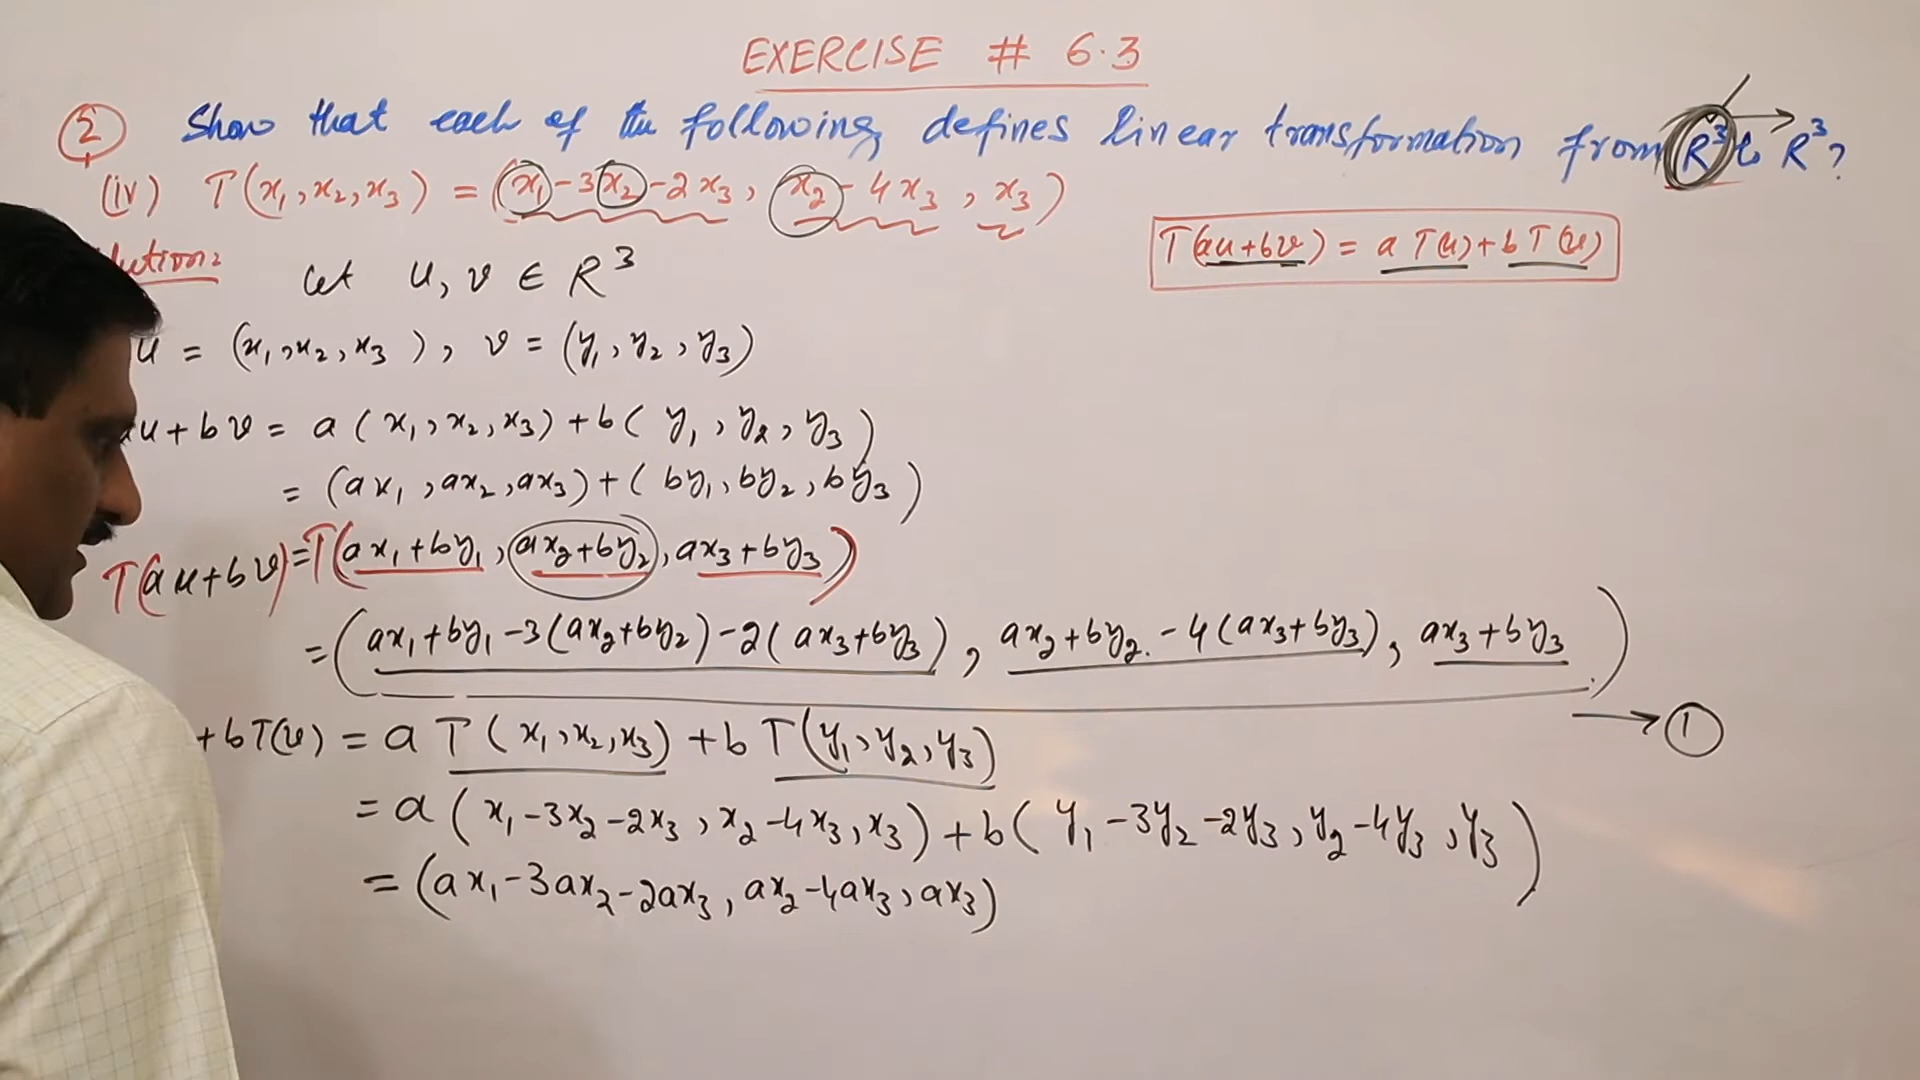 EXERCISE # 6.3
2 Show that each of the following defines linear transformation from R³ to R³?
(iv) T(x₁,x₂,x₃) = (x₁-3x₂-2x₃, x₂-4x₃, x₃)
T(au+bv) = a T(u)+b T(v)
lution:
Let u, v ∈ R³
u = (x₁,x₂,x₃), v = (y₁,y₂,y₃)
au+bv = a(x₁,x₂,x₃)+b(y₁,y₂,y₃)
= (ax₁,ax₂,ax₃)+(by₁,by₂,by₃)
T(au+bv)=T(ax₁+by₁,ax₂+by₂,ax₃+by₃)
=(ax₁+by₁-3(ax₂+by₂)-2(ax₃+by₃), ax₂+by₂-4(ax₃+by₃), ax₃+by₃)
→ 1
+bT(v) = a T(x₁,x₂,x₃)+b T(y₁,y₂,y₃)
= a(x₁-3x₂-2x₃,x₂-4x₃,x₃)+b(y₁-3y₂-2y₃,y₂-4y₃,y₃)
= (ax₁-3ax₂-2ax₃,ax₂-4ax₃,ax₃)